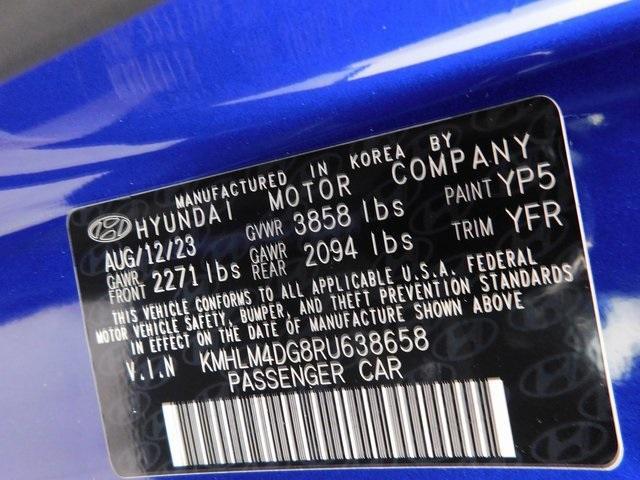 MANUFACTURED IN KOREA BY
HYUNDAI MOTOR COMPANY
AUG/12/23 GVWR 3858 lbs PAINT YP5
GAWR FRONT 2271 lbs GAWR REAR 2094 lbs TRIM YFR
THIS VEHICLE CONFORMS TO ALL APPLICABLE U.S.A. FEDERAL
MOTOR VEHICLE SAFETY, BUMPER, AND THEFT PREVENTION STANDARDS
IN EFFECT ON THE DATE OF MANUFACTURE SHOWN ABOVE
V.I.N KMHLM4DG8RU638658
PASSENGER CAR